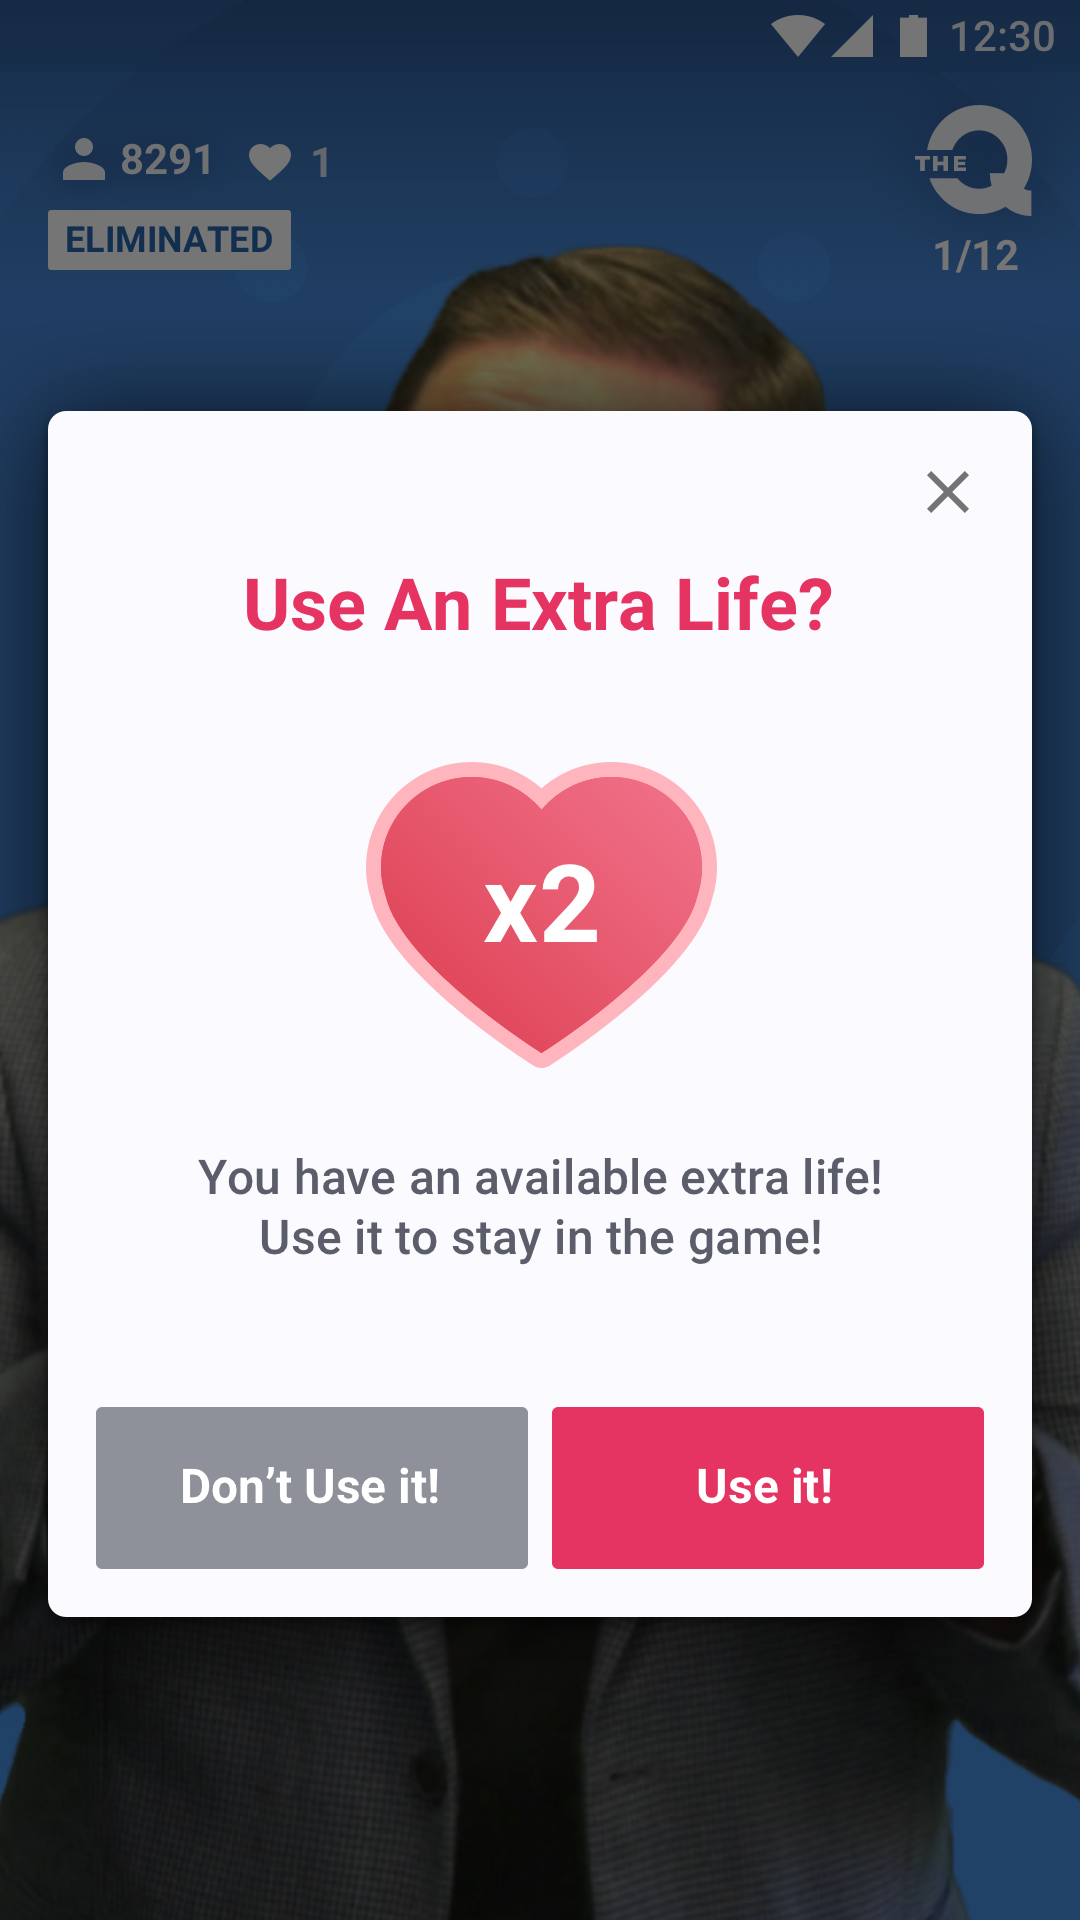 12:30
8291 1
THE Q
ELIMINATED
1/12
Use An Extra Life?
x2
You have an available extra life!
Use it to stay in the game!
Don’t Use it!
Use it!